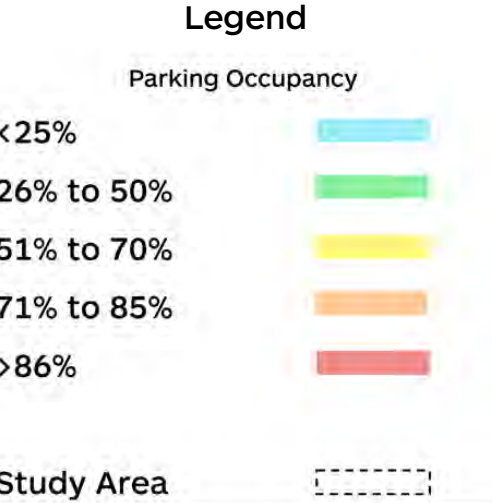 Legend
Parking Occupancy
<25%
26% to 50%
51% to 70%
71% to 85%
>86%
Study Area